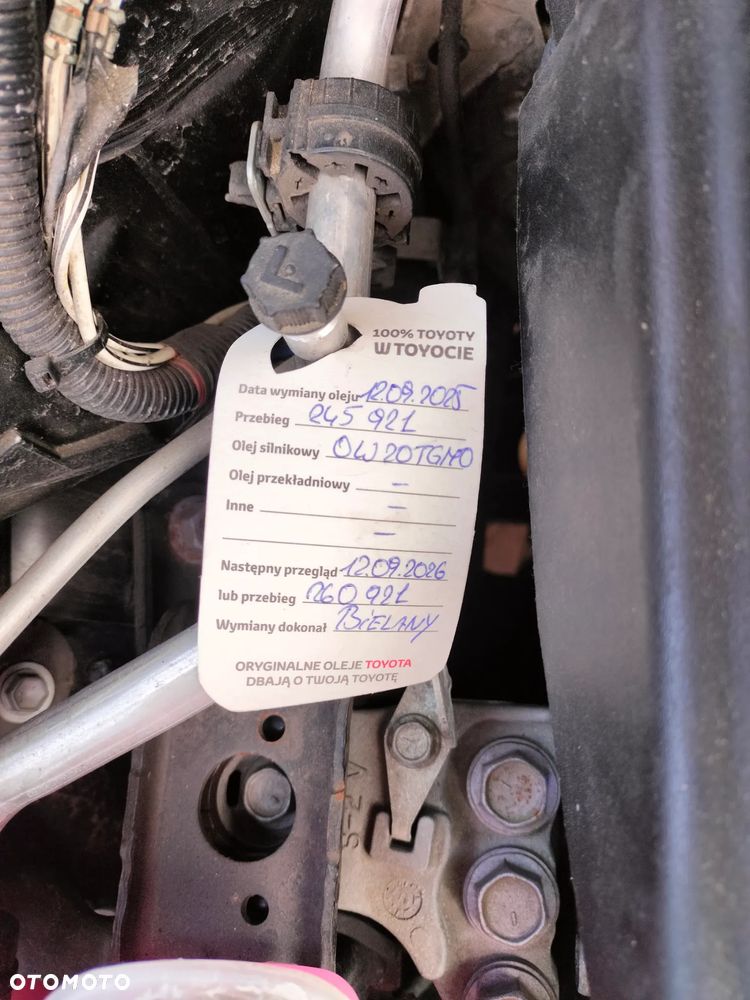 L
100% TOYOTY
W TOYOCIE
Data wymiany oleju 12.09.2025
Przebieg 245 921
Olej silnikowy 0W20TGMO
Olej przekładniowy -
Inne -
-
Następny przegląd 12.09.2026
lub przebieg 260 921
Wymiany dokonał BIELANY
ORYGINALNE OLEJE TOYOTA
DBAJĄ O TWOJĄ TOYOTĘ
S-2 V
OTOMOTO